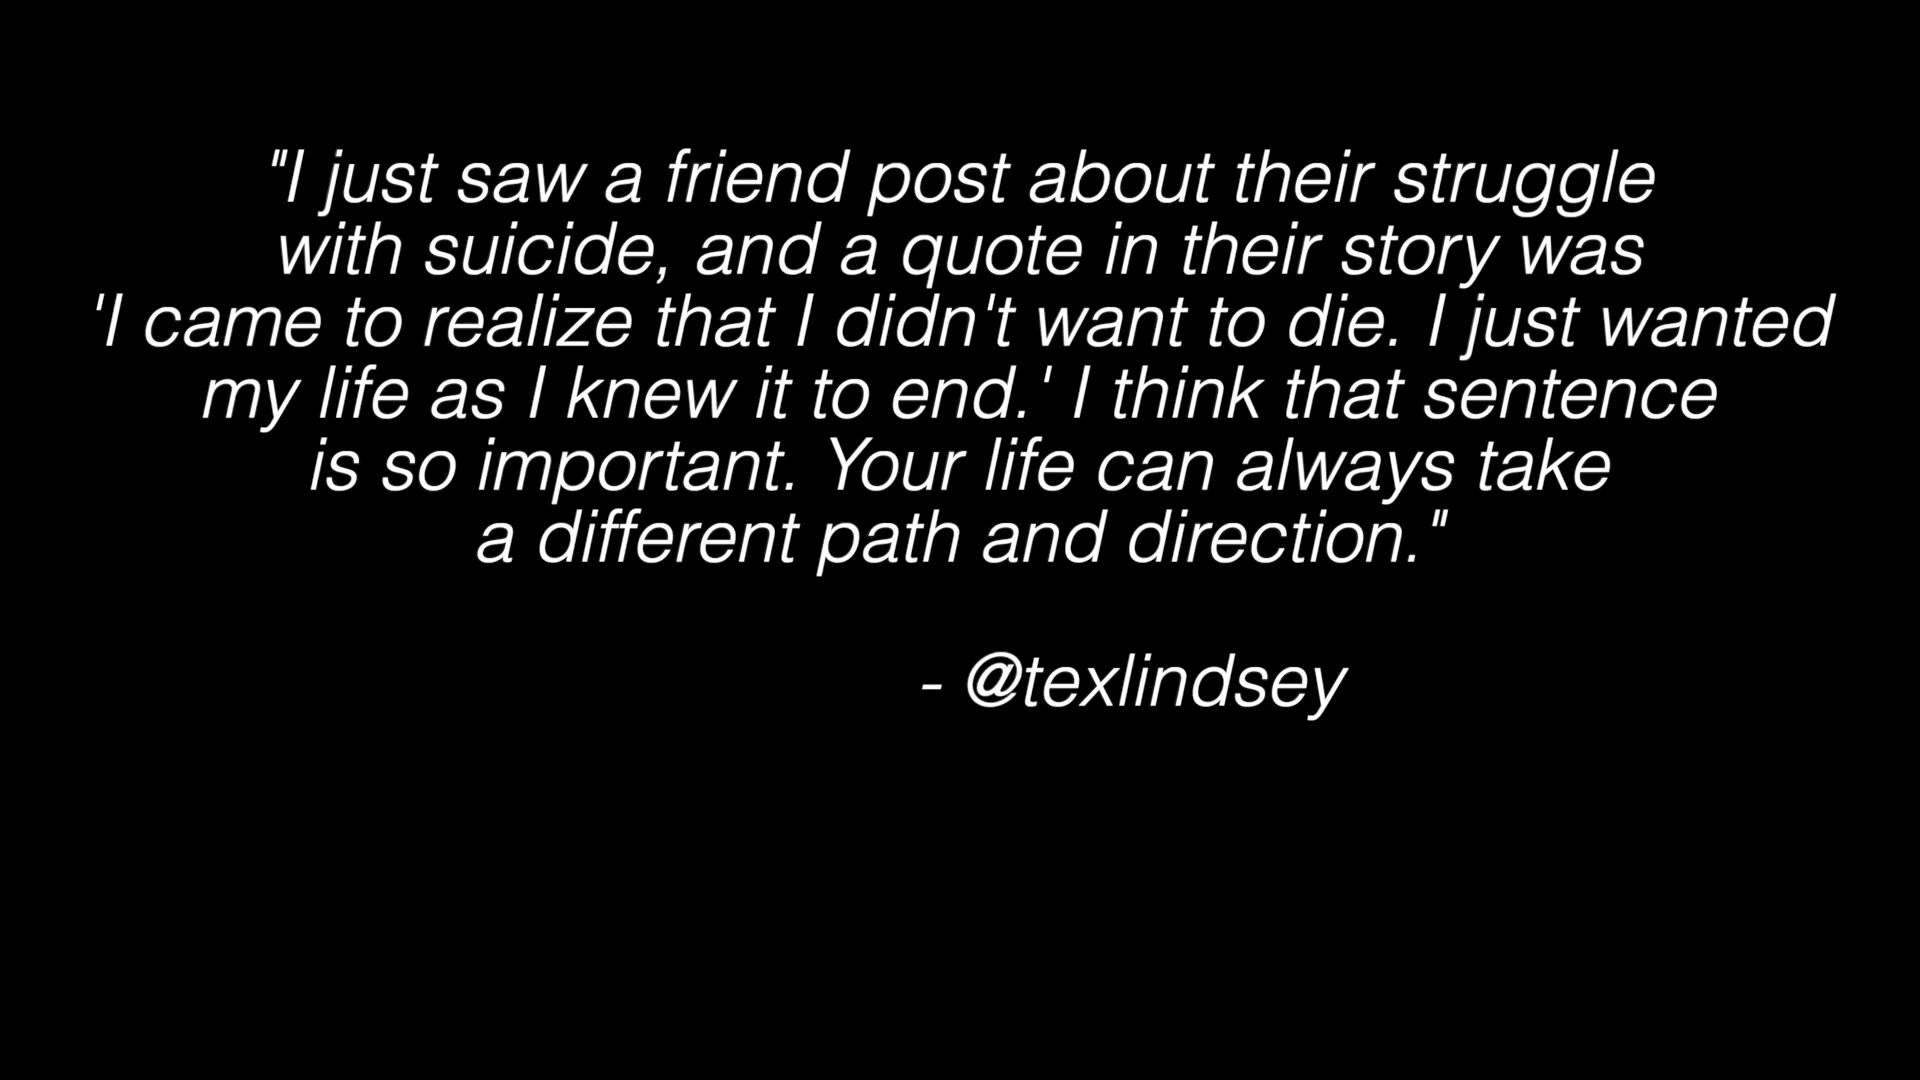 "I just saw a friend post about their struggle
with suicide, and a quote in their story was
'I came to realize that I didn't want to die. I just wanted
my life as I knew it to end.' I think that sentence
is so important. Your life can always take
a different path and direction."
- @texlindsey